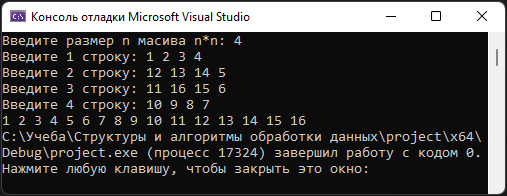 Консоль отладки Microsoft Visual Studio
Введите размер n масива n*n: 4
Введите 1 строку: 1 2 3 4
Введите 2 строку: 12 13 14 5
Введите 3 строку: 11 16 15 6
Введите 4 строку: 10 9 8 7
1 2 3 4 5 6 7 8 9 10 11 12 13 14 15 16
C:\Учеба\Структуры и алгоритмы обработки данных\project\x64\
Debug\project.exe (процесс 17324) завершил работу с кодом 0.
Нажмите любую клавишу, чтобы закрыть это окно: